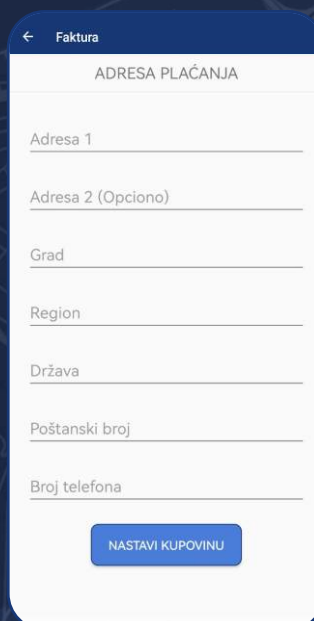 Faktura
ADRESA PLAĆANJA
Adresa 1
Adresa 2 (Opciono)
Grad
Region
Država
Poštanski broj
Broj telefona
NASTAVI KUPOVINU